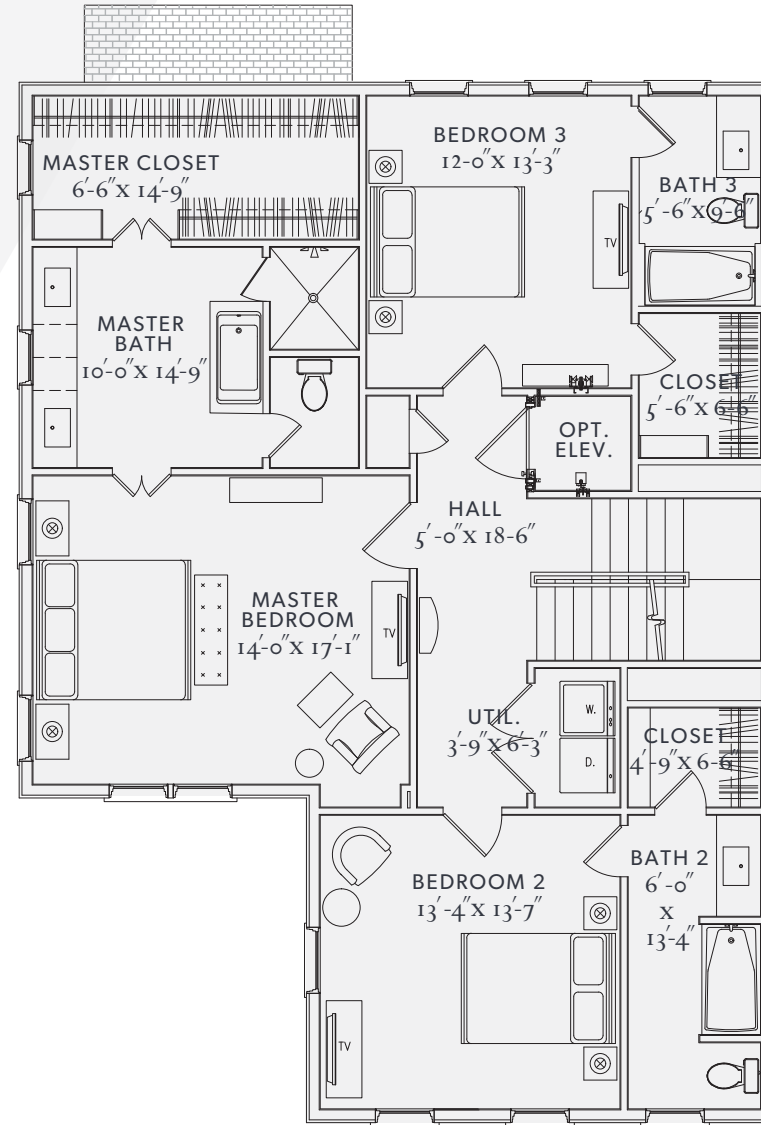 BEDROOM 3
12-0"X 13'-3"
MASTER CLOSET
6'-6"X 14'-9"
BATH 3
5'-6"X 9'-6"
TV
MASTER
BATH
10'-0"X 14'-9"
CLOSET
5'-6"X 6'-6"
OPT.
ELEV.
HALL
5'-0"X 18'-6"
MASTER
BEDROOM
14'-0"X 17'-1"
TV
UTIL.
3'-9"X 6'-3"
W.
D.
CLOSET
4'-9"X 6'-6"
BEDROOM 2
13'-4"X 13'-7"
BATH 2
6'-0"
X
13'-4"
TV